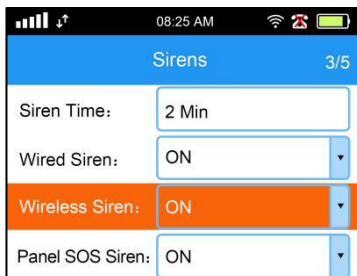 08:25 AM
Sirens 3/5
Siren Time: 2 Min
Wired Siren: ON
Wireless Siren: ON
Panel SOS Siren: ON